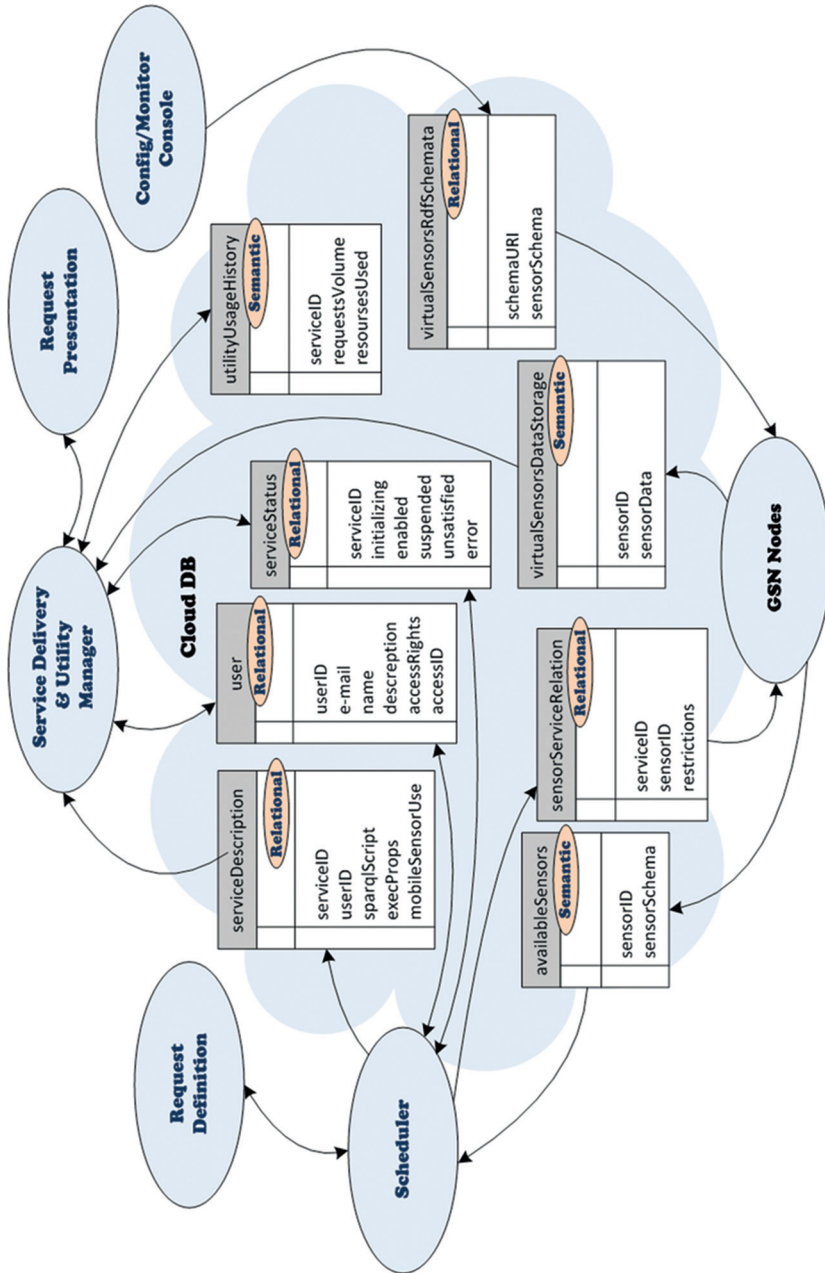 Request
Definition
Service Delivery
& Utility
Manager
Request
Presentation
Config/Monitor
Console
Scheduler
Cloud DB
serviceDescription
Relational
serviceID
userID
sparqlScript
execProps
mobileSensorUse
user
Relational
userID
e-mail
name
descreption
accessRights
accessID
serviceStatus
Relational
serviceID
initializing
enabled
suspended
unsatisfied
error
utilityUsageHistory
Semantic
serviceID
requestsVolume
resoursesUsed
availableSensors
Semantic
sensorID
sensorSchema
sensorServiceRelation
Relational
serviceID
sensorID
restrictions
virtualSensorsDataStorage
Semantic
sensorID
sensorData
virtualSensorsRdfSchemata
Relational
schemaURI
sensorSchema
GSN Nodes